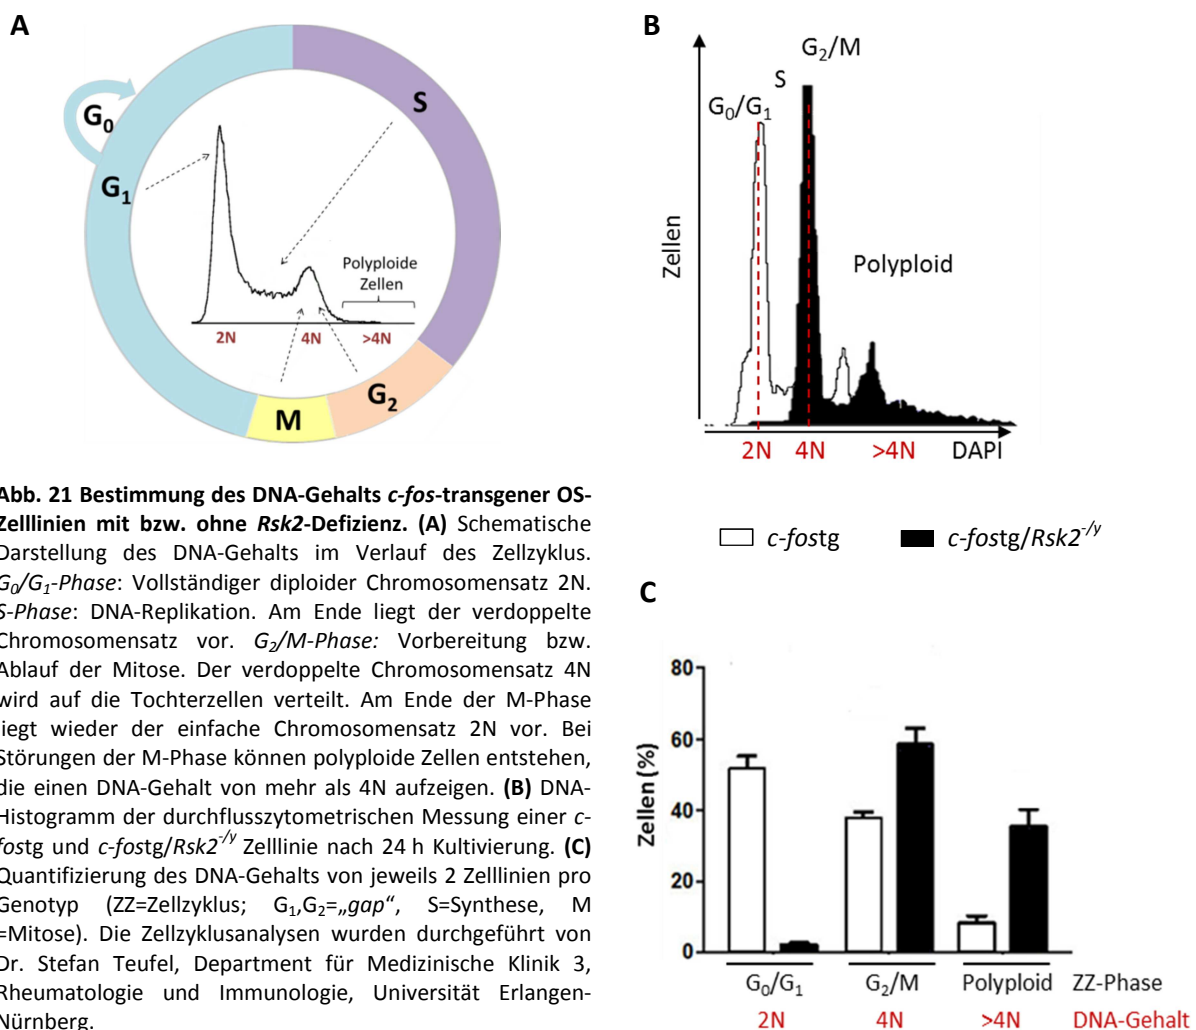 A
G0
G1
S
Polyploide
Zellen
2N
4N
>4N
M
G2
Abb. 21 Bestimmung des DNA-Gehalts c-fos-transgener OS-
Zelllinien mit bzw. ohne Rsk2-Defizienz. (A) Schematische
Darstellung des DNA-Gehalts im Verlauf des Zellzyklus.
G0/G1-Phase: Vollständiger diploider Chromosomensatz 2N.
S-Phase: DNA-Replikation. Am Ende liegt der verdoppelte
Chromosomensatz vor. G2/M-Phase: Vorbereitung bzw.
Ablauf der Mitose. Der verdoppelte Chromosomensatz 4N
wird auf die Tochterzellen verteilt. Am Ende der M-Phase
liegt wieder der einfache Chromosomensatz 2N vor. Bei
Störungen der M-Phase können polyploide Zellen entstehen,
die einen DNA-Gehalt von mehr als 4N aufzeigen. (B) DNA-
Histogramm der durchflusszytometrischen Messung einer c-
fostg und c-fostg/Rsk2-/y Zelllinie nach 24 h Kultivierung. (C)
Quantifizierung des DNA-Gehalts von jeweils 2 Zelllinien pro
Genotyp (ZZ=Zellzyklus; G1,G2=„gap“, S=Synthese, M
=Mitose). Die Zellzyklusanalysen wurden durchgeführt von
Dr. Stefan Teufel, Department für Medizinische Klinik 3,
Rheumatologie und Immunologie, Universität Erlangen-
Nürnberg.
B
G2/M
S
G0/G1
Zellen
Polyploid
2N 4N >4N DAPI
c-fostg c-fostg/Rsk2-/y
C
Zellen (%)
80
60
40
20
0
G0/G1 G2/M Polyploid ZZ-Phase
2N 4N >4N DNA-Gehalt